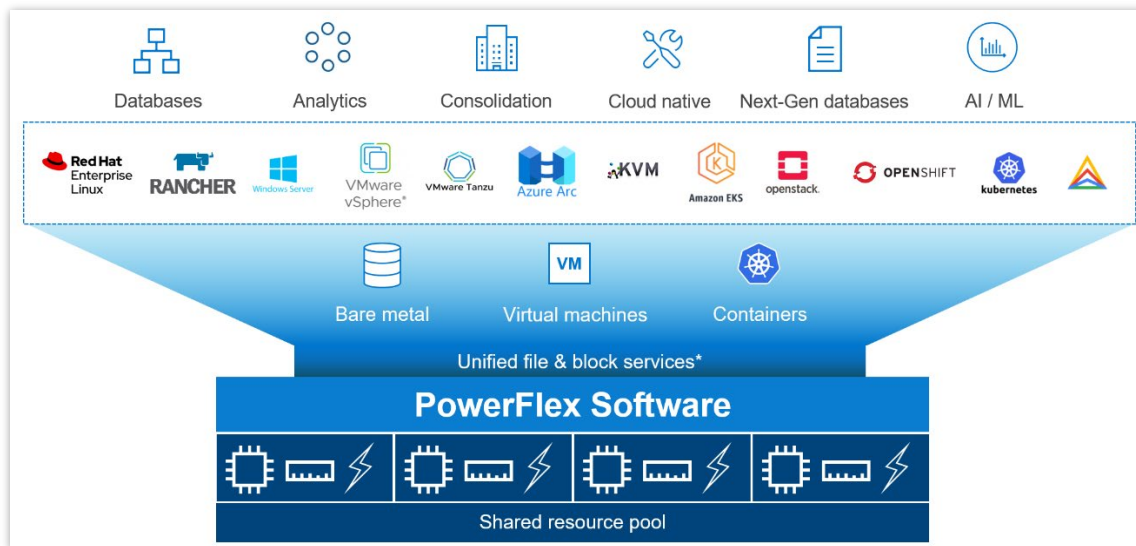 Databases
Analytics
Consolidation
Cloud native
Next-Gen databases
AI / ML
Red Hat
Enterprise
Linux
RANCHER
Windows Server
VMware
vSphere*
VMware Tanzu
Azure Arc
KVM
Amazon EKS
openstack.
OPENSHIFT
kubernetes
Bare metal
VM
Virtual machines
Containers
Unified file & block services*
PowerFlex Software
Shared resource pool